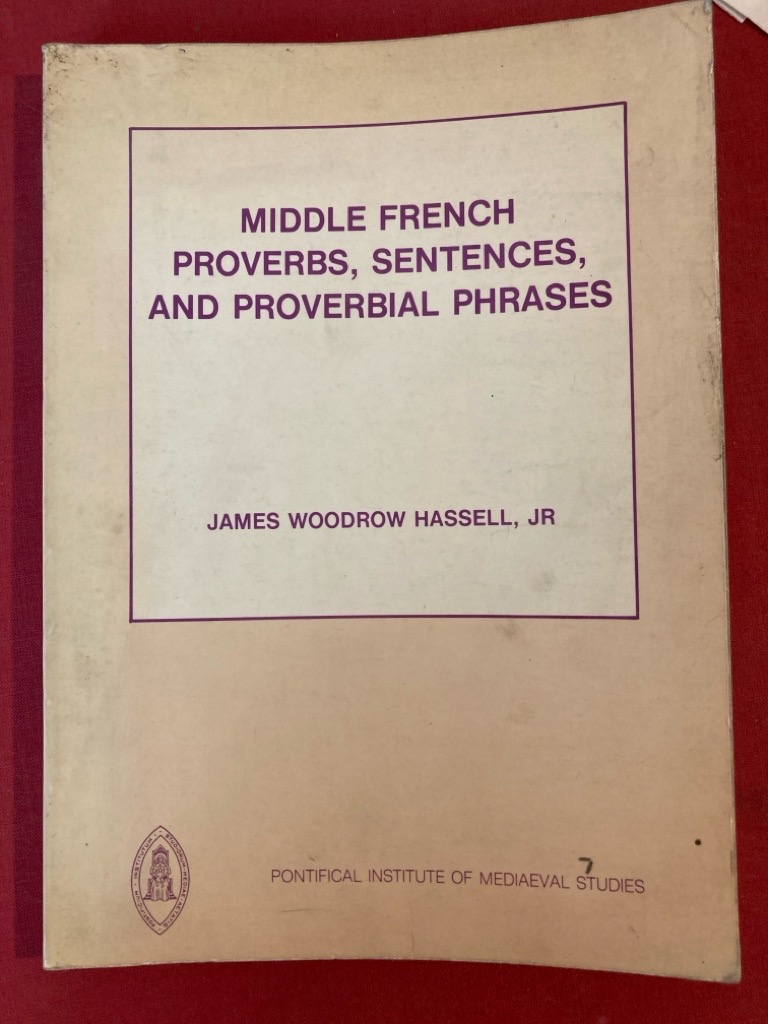 MIDDLE FRENCH
PROVERBS, SENTENCES,
AND PROVERBIAL PHRASES
JAMES WOODROW HASSELL, JR
7
PONTIFICAL INSTITUTE OF MEDIAEVAL STUDIES